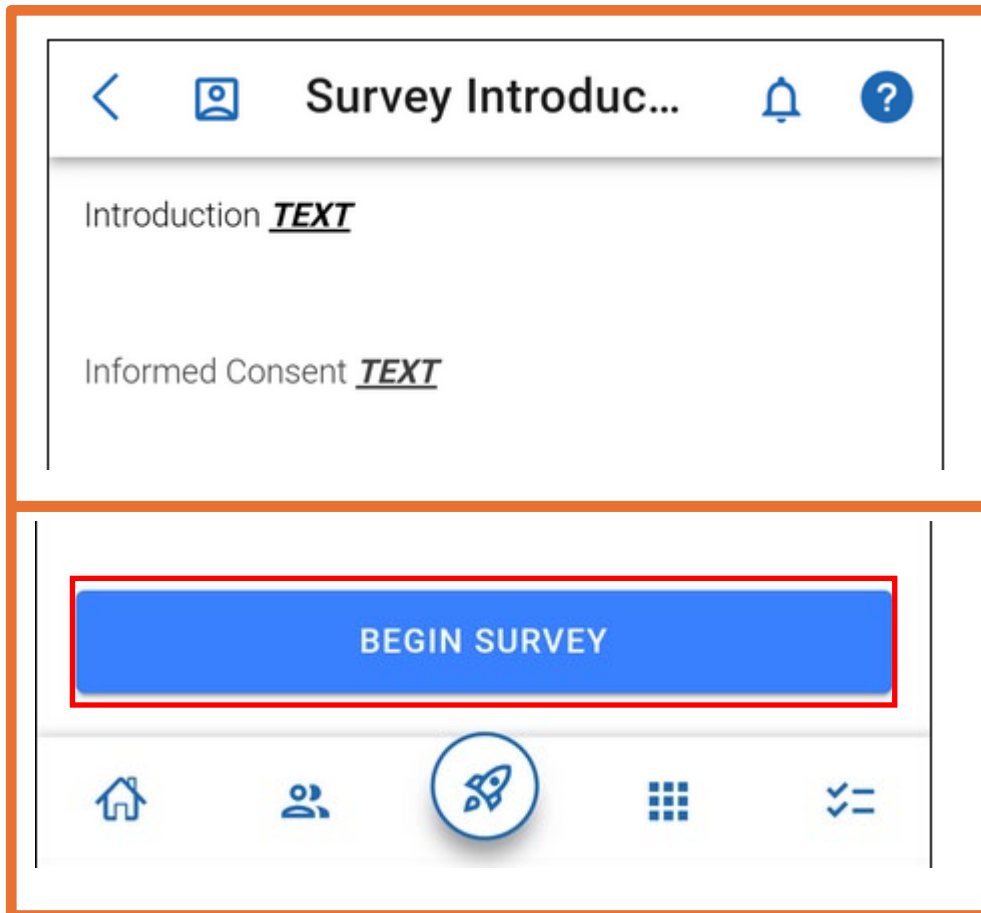 Survey Introduc...
?
Introduction TEXT
Informed Consent TEXT
BEGIN SURVEY